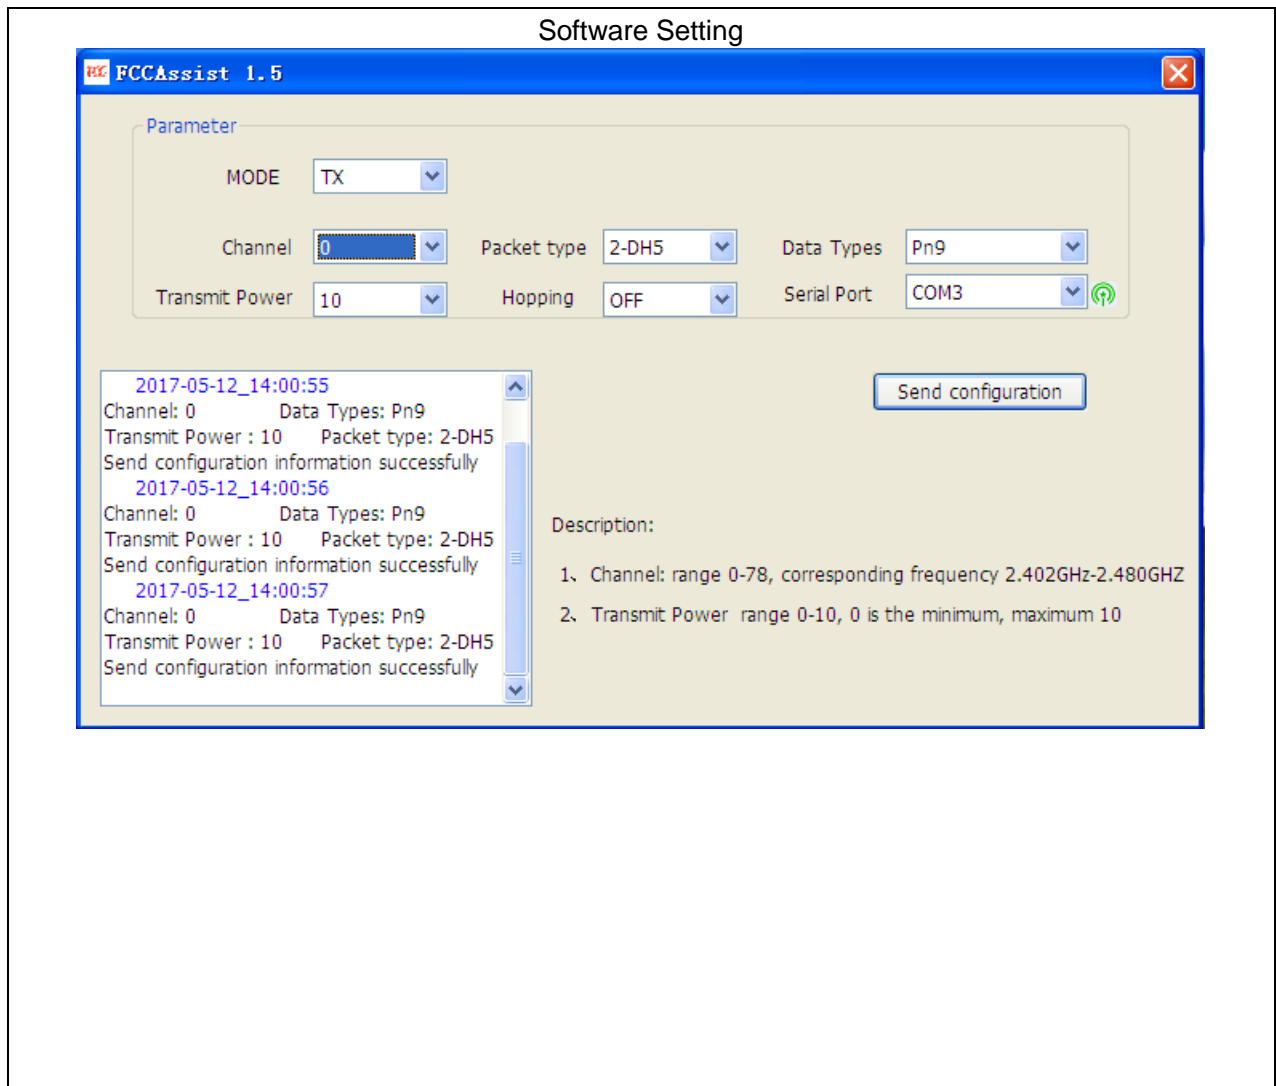 Software Setting
FCCAssist 1.5
Parameter
MODE TX
Channel 0 Packet type 2-DH5 Data Types Pn9
Transmit Power 10 Hopping OFF Serial Port COM3
2017-05-12_14:00:55
Channel: 0 Data Types: Pn9
Transmit Power : 10 Packet type: 2-DH5
Send configuration information successfully
2017-05-12_14:00:56
Channel: 0 Data Types: Pn9
Transmit Power : 10 Packet type: 2-DH5
Send configuration information successfully
2017-05-12_14:00:57
Channel: 0 Data Types: Pn9
Transmit Power : 10 Packet type: 2-DH5
Send configuration information successfully
Send configuration
Description:
1、Channel: range 0-78, corresponding frequency 2.402GHz-2.480GHZ
2、Transmit Power range 0-10, 0 is the minimum, maximum 10